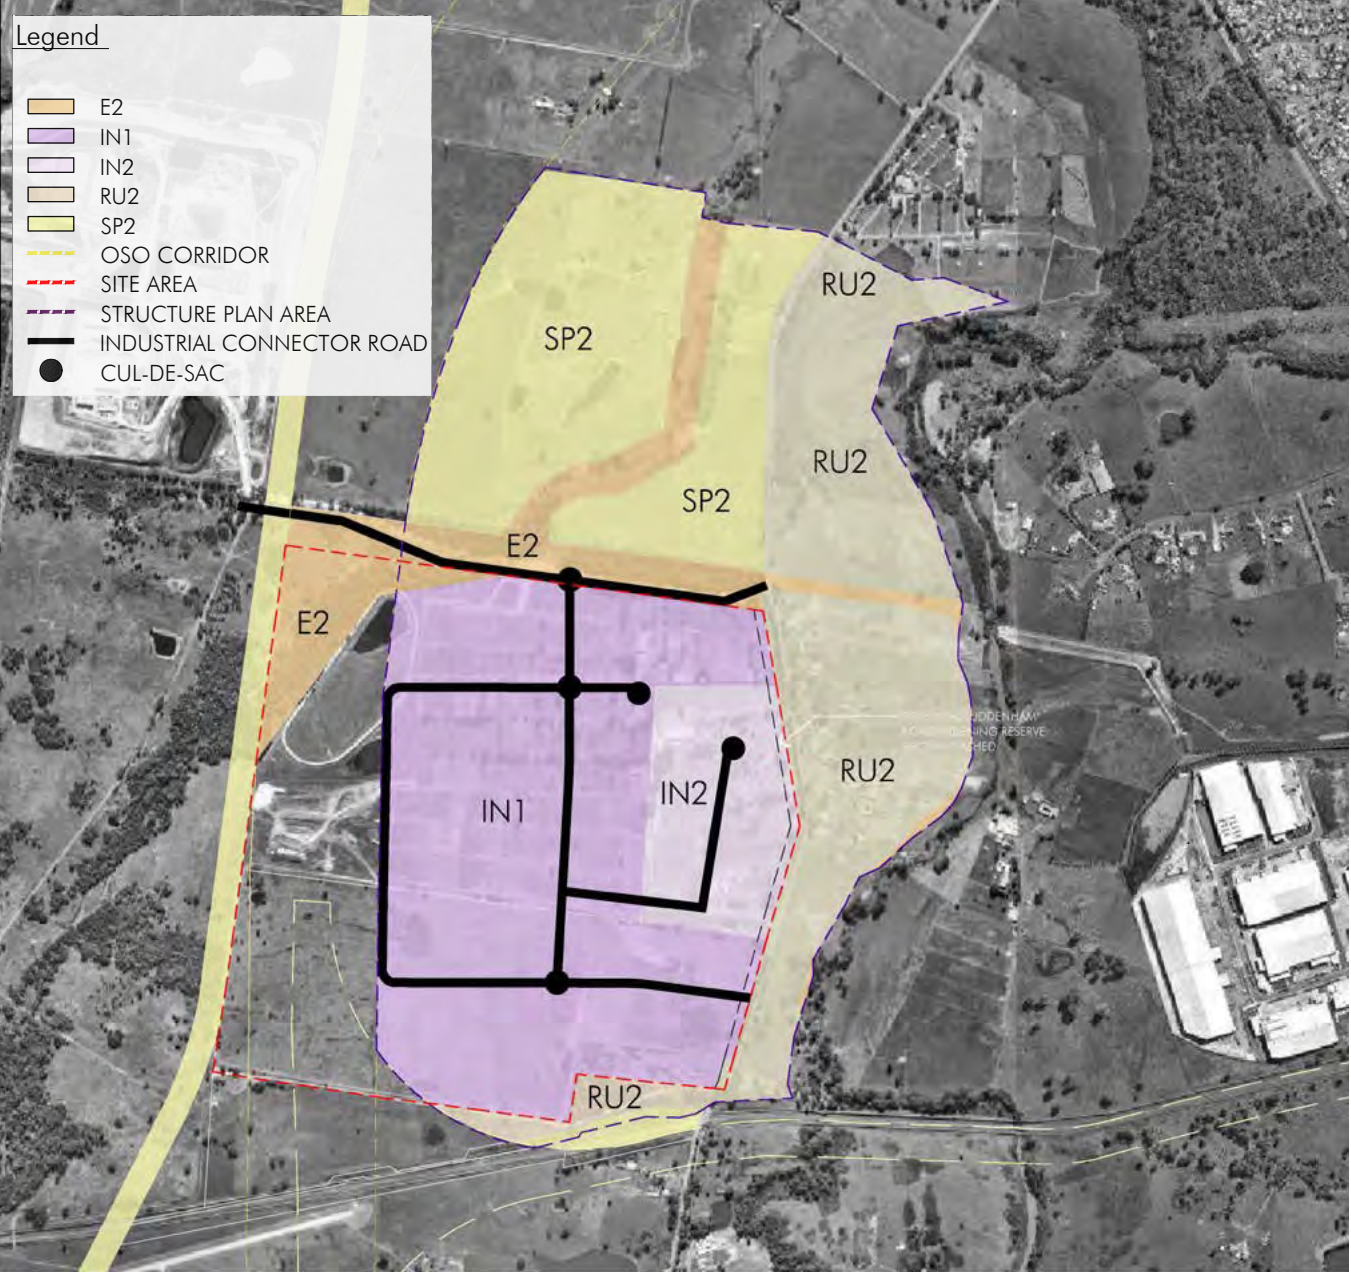 Legend
E2
IN1
IN2
RU2
SP2
OSO CORRIDOR
SITE AREA
STRUCTURE PLAN AREA
INDUSTRIAL CONNECTOR ROAD
CUL-DE-SAC
RU2
SP2
RU2
SP2
E2
E2
RESERVE
RU2
IN2
IN1
RU2